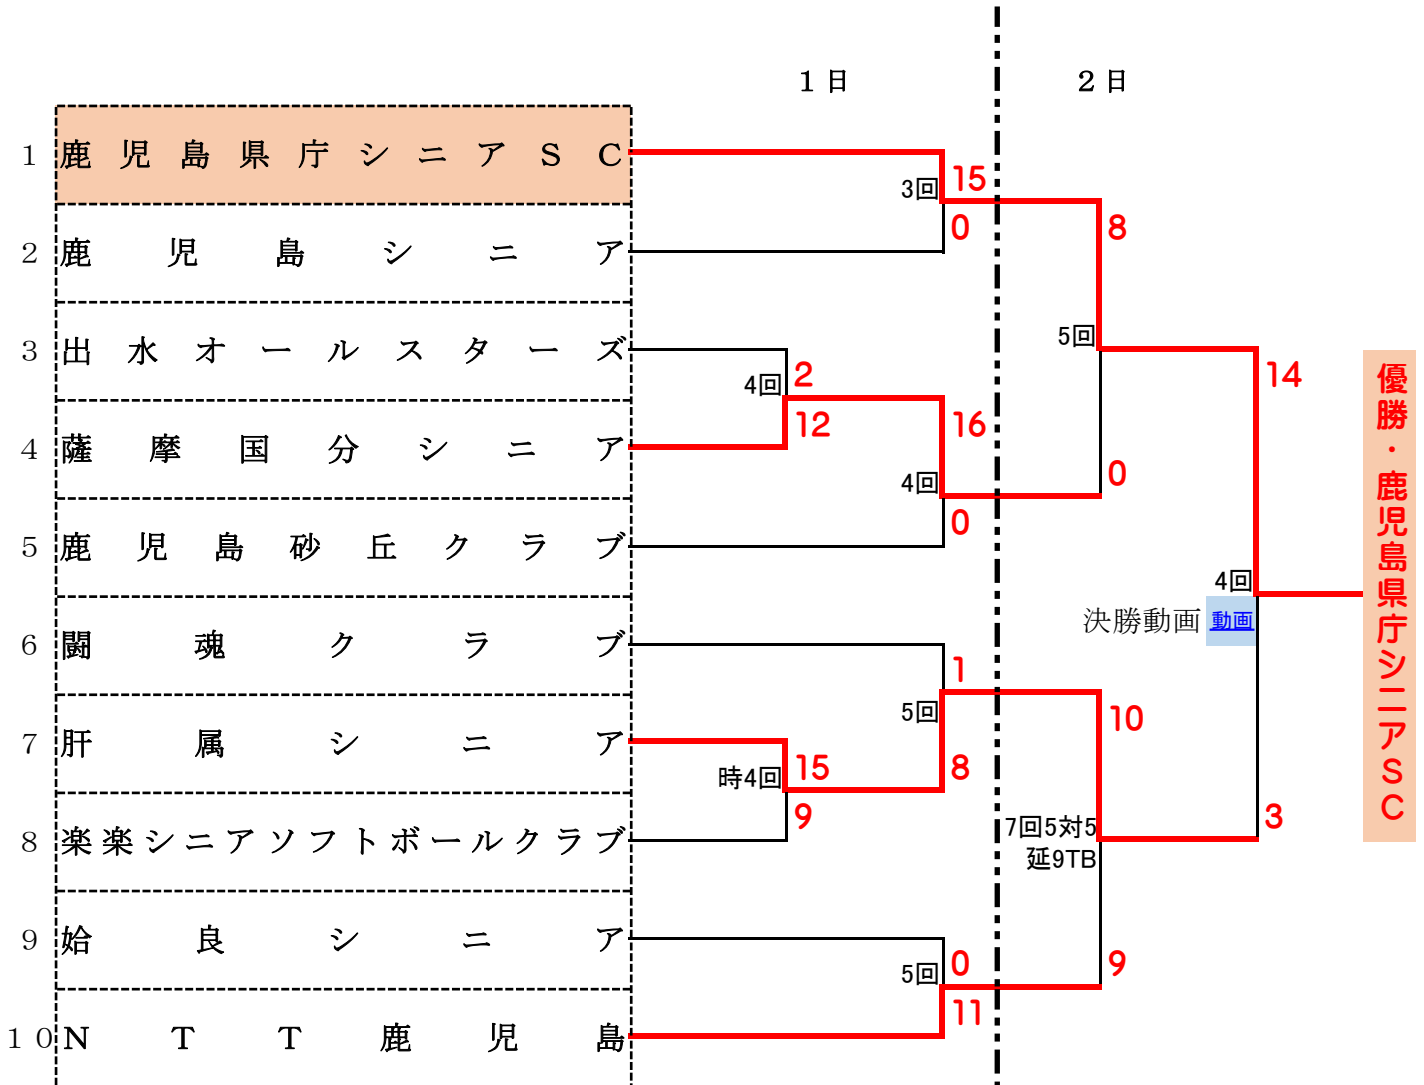 1日
2日
1 鹿児島県庁シニアSC
2 鹿児島シニア
3 出水オールスターズ
4 薩摩国分シニア
5 鹿児島砂丘クラブ
6 闘魂クラブ
7 肝属シニア
8 楽楽シニアソフトボールクラブ
9 姶良シニア
10 NTT鹿児島
3回
15
0
4回
2
12
4回
16
0
5回
8
0
5回
1
8
時4回
15
9
5回
0
11
7回5対5
延9TB
10
9
4回
14
3
決勝動画 動画
優勝・鹿児島県庁シニアSC